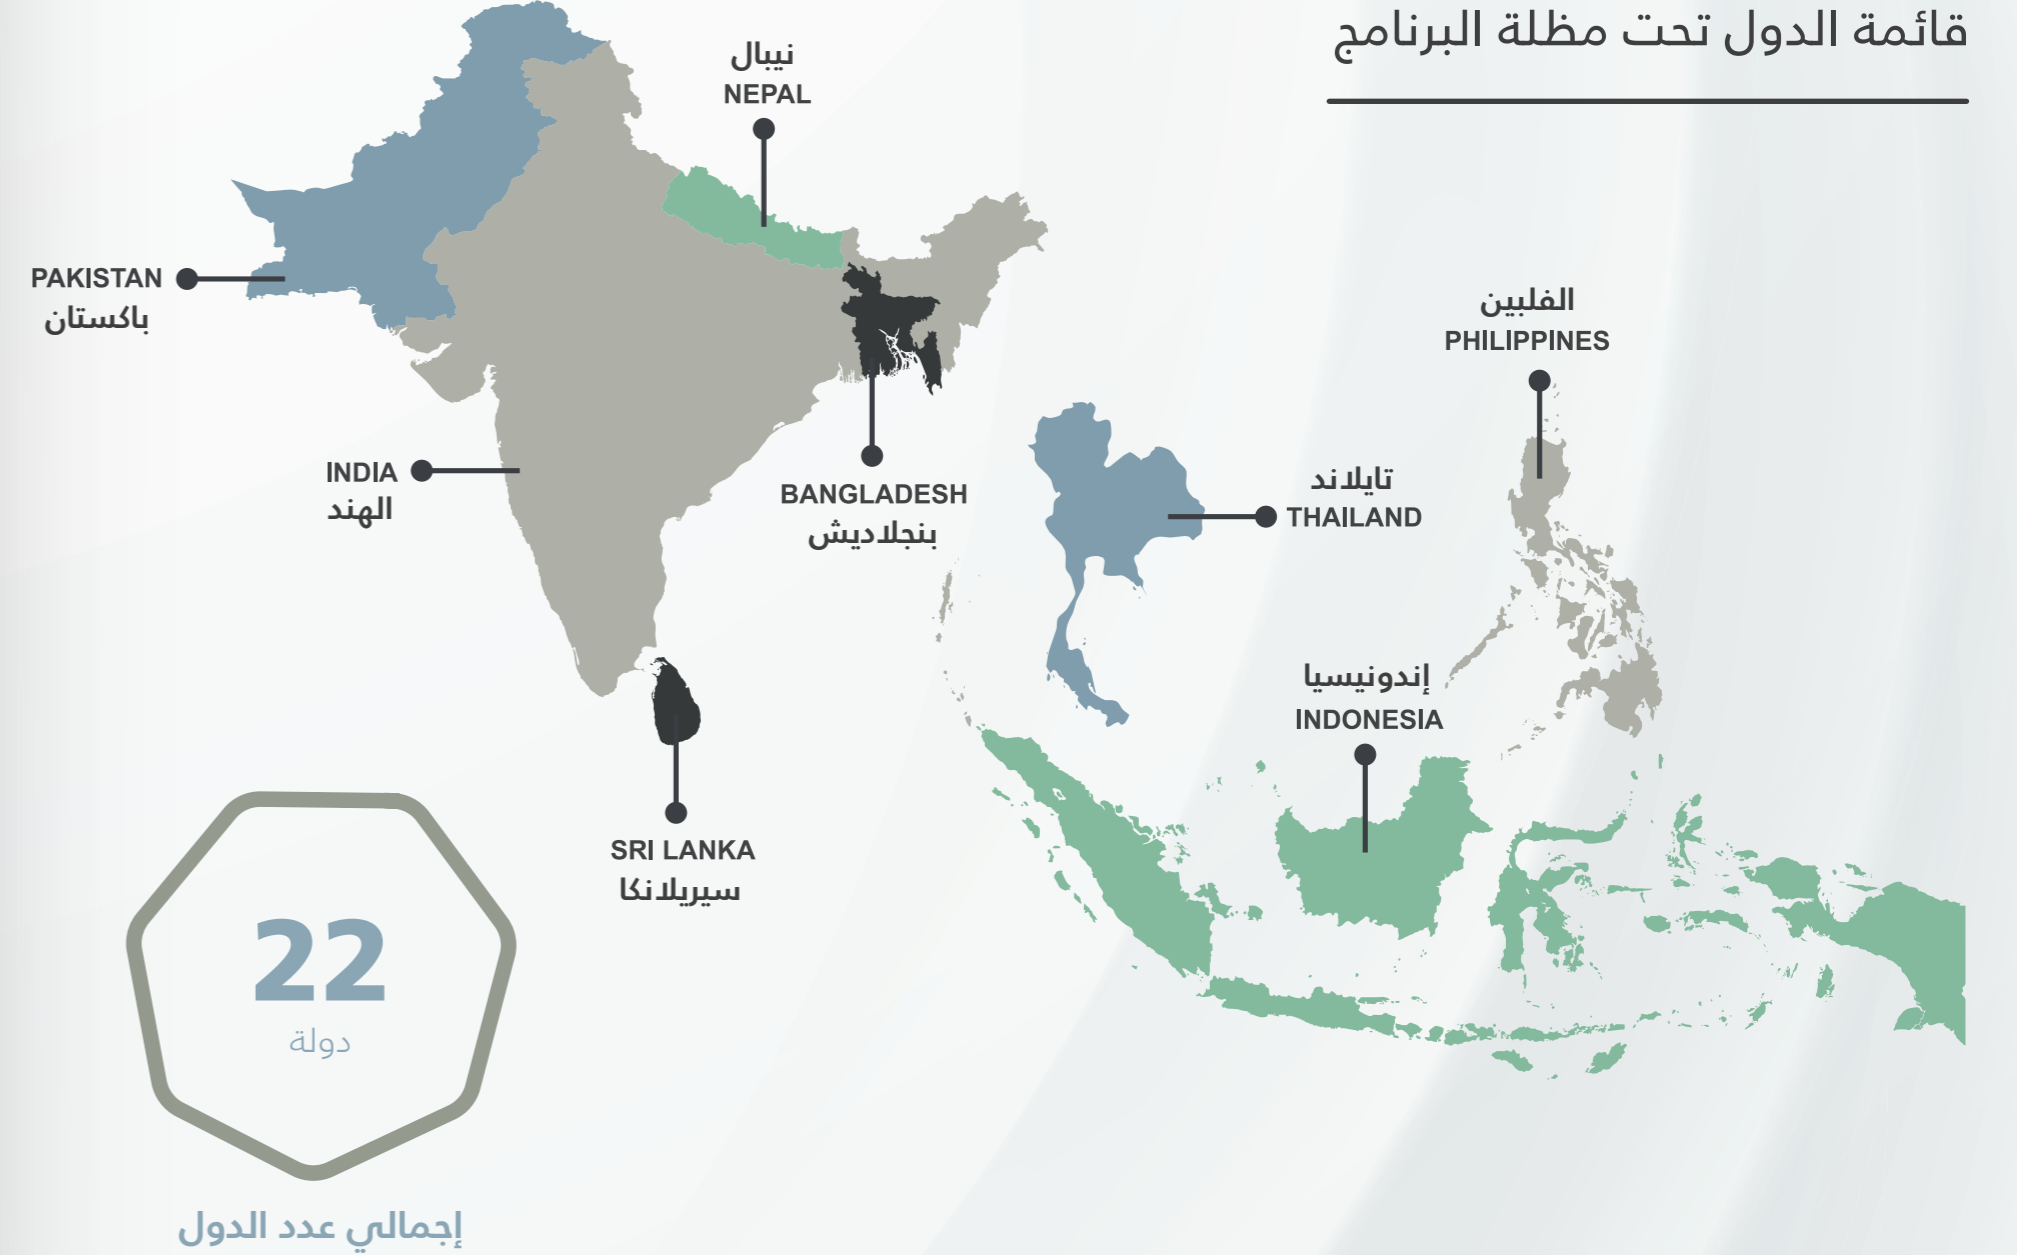 قائمة الدول تحت مظلة البرنامج
نيبال
NEPAL
PAKISTAN
باكستان
الفلبين
PHILIPPINES
INDIA
الهند
BANGLADESH
بنجلاديش
تايلاند
THAILAND
إندونيسيا
INDONESIA
SRI LANKA
سيريلانكا
22
دولة
إجمالي عدد الدول